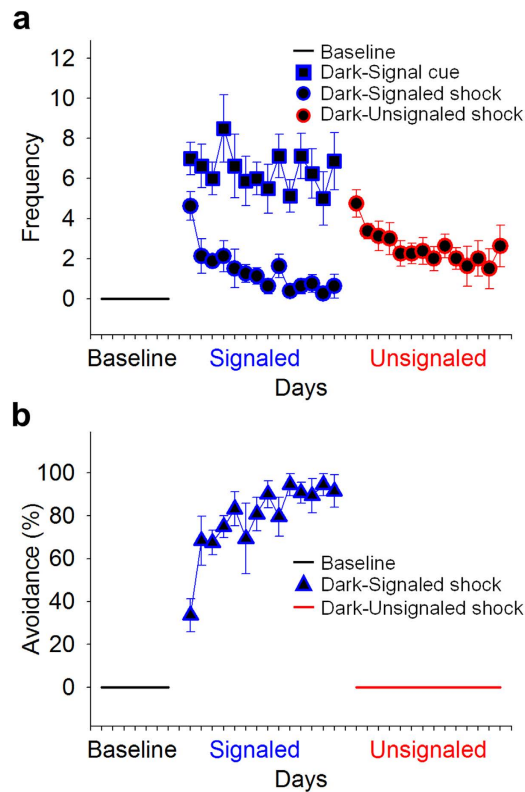 a
12
10
8
6
4
2
0
Frequency
Baseline
Dark-Signal cue
Dark-Signaled shock
Dark-Unsignaled shock
Baseline Signaled Unsignaled
Days
b
100
80
60
40
20
0
Avoidance (%)
Baseline
Dark-Signaled shock
Dark-Unsignaled shock
Baseline Signaled Unsignaled
Days